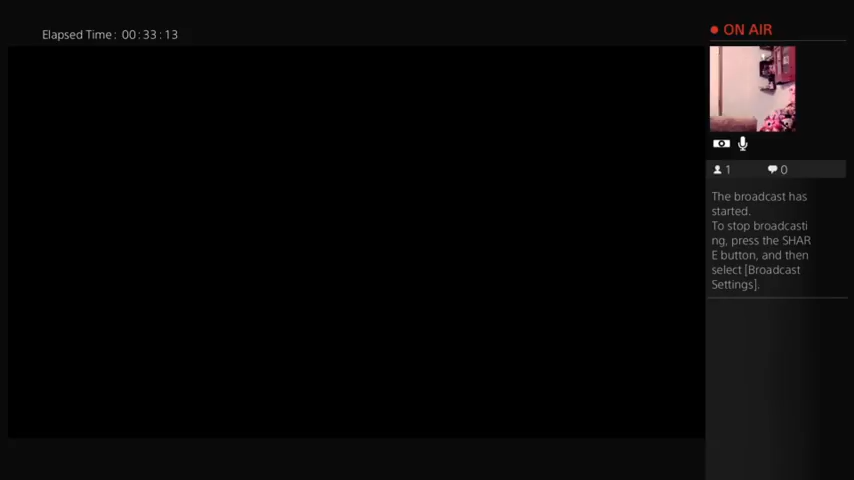 Elapsed Time: 00:33:13
ON AIR
1 0
The broadcast has
started.
To stop broadcasti
ng, press the SHAR
E button, and then
select [Broadcast
Settings].